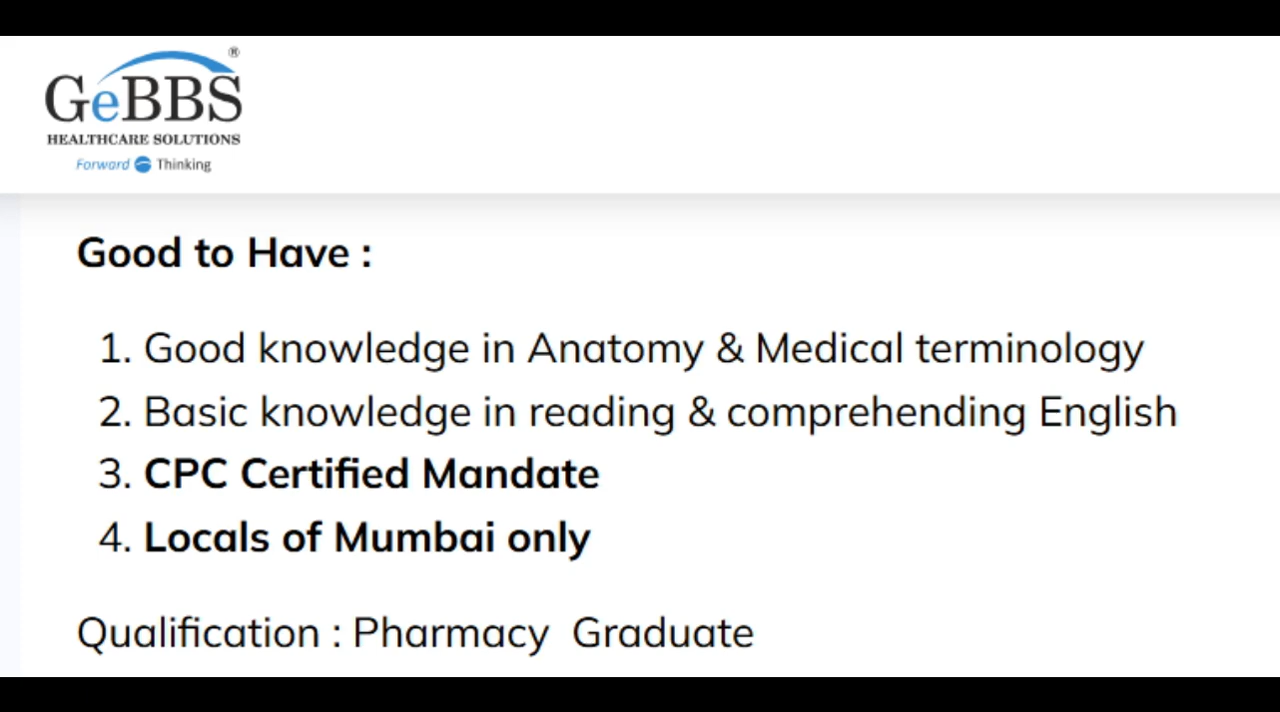 GeBBS®
HEALTHCARE SOLUTIONS
Forward Thinking
Good to Have :
1. Good knowledge in Anatomy & Medical terminology
2. Basic knowledge in reading & comprehending English
3. CPC Certified Mandate
4. Locals of Mumbai only
Qualification : Pharmacy  Graduate